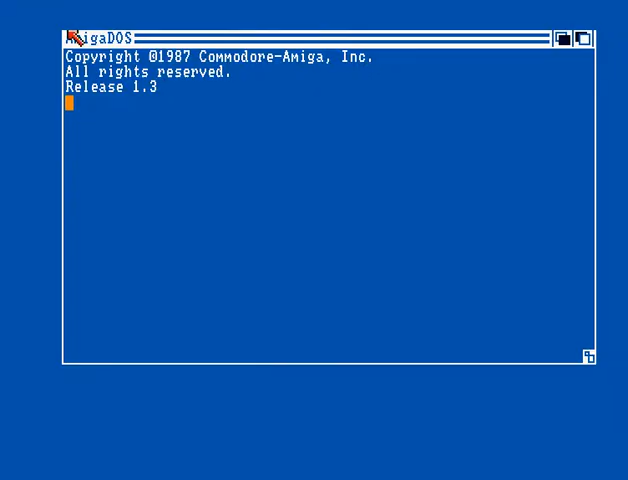 AmigaDOS
Copyright @1987 Commodore-Amiga, Inc.
All rights reserved.
Release 1.3